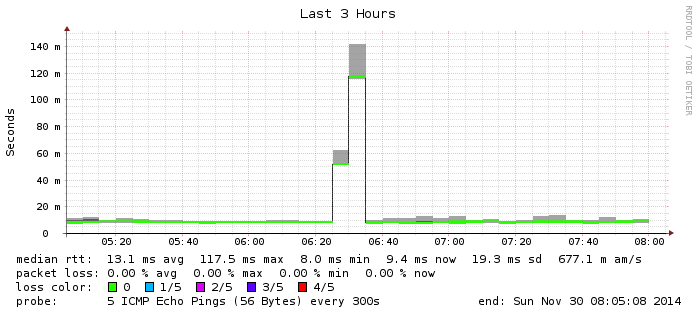 Last 3 Hours
RRDTOOL / TOBI OETIKER
Seconds
140 m
120 m
100 m
80 m
60 m
40 m
20 m
0
05:20 05:40 06:00 06:20 06:40 07:00 07:20 07:40 08:00
median rtt: 13.1 ms avg 117.5 ms max 8.0 ms min 9.4 ms now 19.3 ms sd 677.1 m am/s
packet loss: 0.00 % avg 0.00 % max 0.00 % min 0.00 % now
loss color: 0 1/5 2/5 3/5 4/5
probe: 5 ICMP Echo Pings (56 Bytes) every 300s end: Sun Nov 30 08:05:08 2014